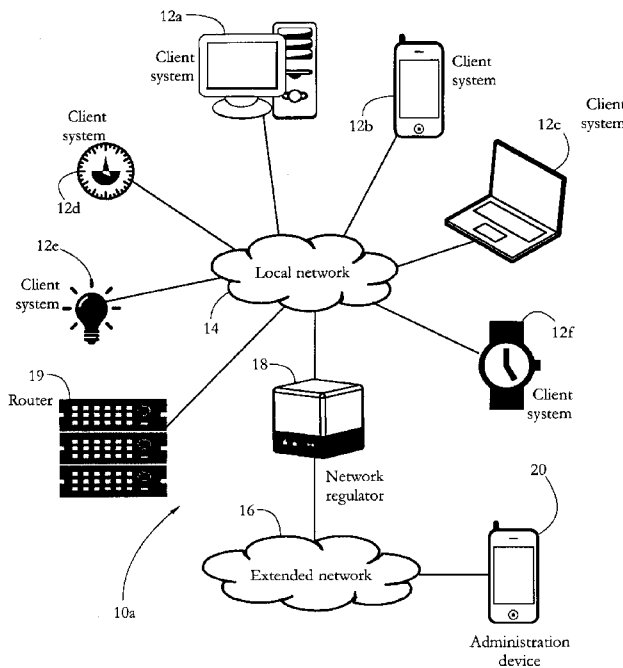 12a
Client
system
12b
Client
system
Client
system
12c
Client
system
12d
12e
Client
system
Local network
14
12f
Client
system
18
19
Router
Network
regulator
16
20
Extended network
10a
Administration
device